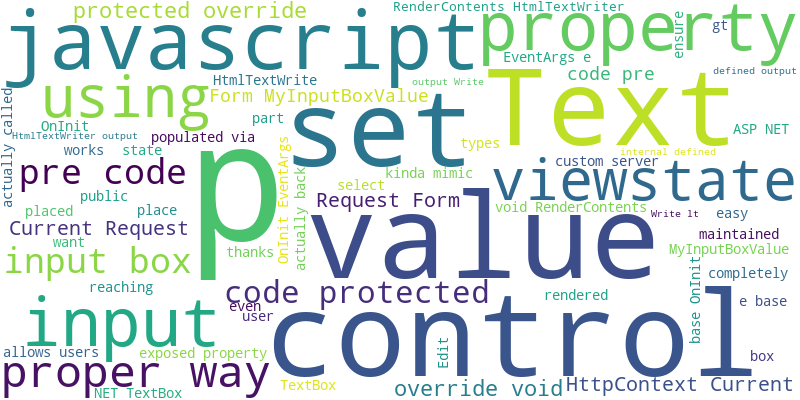 protected override
RenderContents HtmlTextWriter
javascript
property
ensure
gt
EventArgs e
actually called
HtmlTextWrite
output Write
code pre
defined output
using
Form MyInputBoxValue
set
Text
OnInit
part
types
ASP NET
HtmlTextWriter output
populated via
p
works
state
internal defined
pre code
kinda mimic
custom server
viewstate
public
select
OnInit EventArgs
actually back
value
Request Form
void RenderContents
Write lt
easy
placed
place
Current Request
maintained
want
thanks
MyInputBoxValue
input box
base OnInit
completely
reaching
code protected
rendered
e base
even
user
control
input
Edit
allows users
exposed property
box
proper way
NET TextBox
TextBox
override void
HttpContext Current